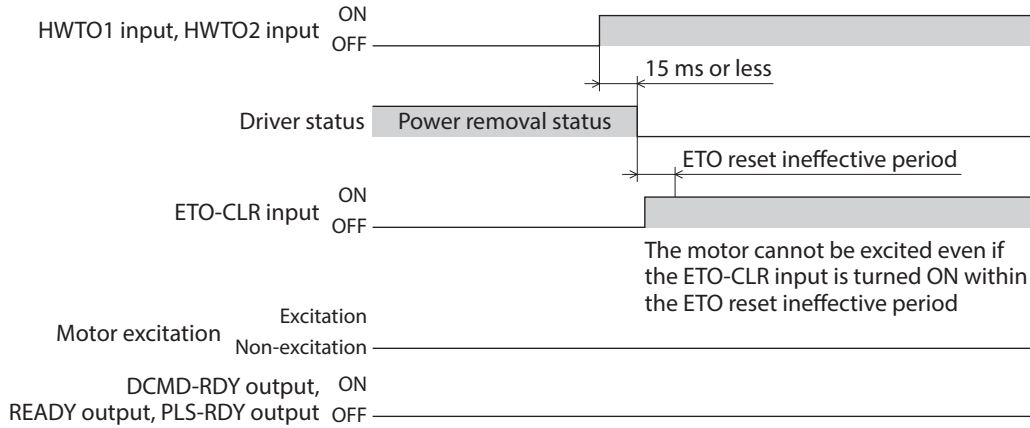 HWTO1 input, HWTO2 input
ON
OFF
15 ms or less
Driver status
Power removal status
ETO reset ineffective period
ETO-CLR input
ON
OFF
The motor cannot be excited even if
the ETO-CLR input is turned ON within
the ETO reset ineffective period
Motor excitation
Excitation
Non-excitation
DCMD-RDY output,
READY output, PLS-RDY output
ON
OFF